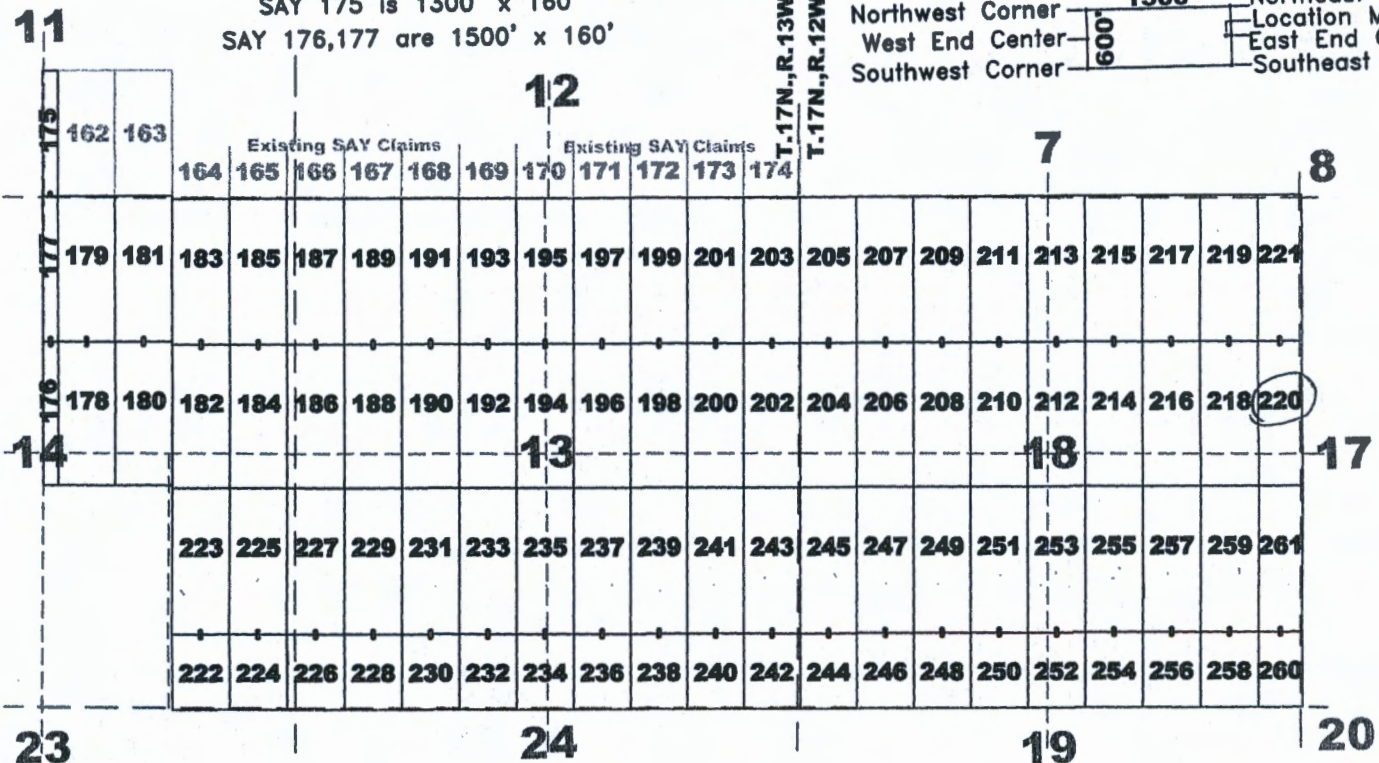 SAY 175 is 1300' x 160'
SAY 176,177 are 1500' x 160'
T.17N.,R.13W
T.17N.,R.12W
Northwest Corner
West End Center
Southwest Corner
600'
Location
East End
Southeast
11
12
7
8
175
162 163
Existing SAY Claims
Existing SAY Claims
164 165 166 167 168 169 170 171 172 173 174
177 179 181 183 185 187 189 191 193 195 197 199 201 203 205 207 209 211 213 215 217 219 221
176 178 180 182 184 186 188 190 192 194 196 198 200 202 204 206 208 210 212 214 216 218 220
14 13 18 17
223 225 227 229 231 233 235 237 239 241 243 245 247 249 251 253 255 257 259 261
222 224 226 228 230 232 234 236 238 240 242 244 246 248 250 252 254 256 258 260
23 24 19 20